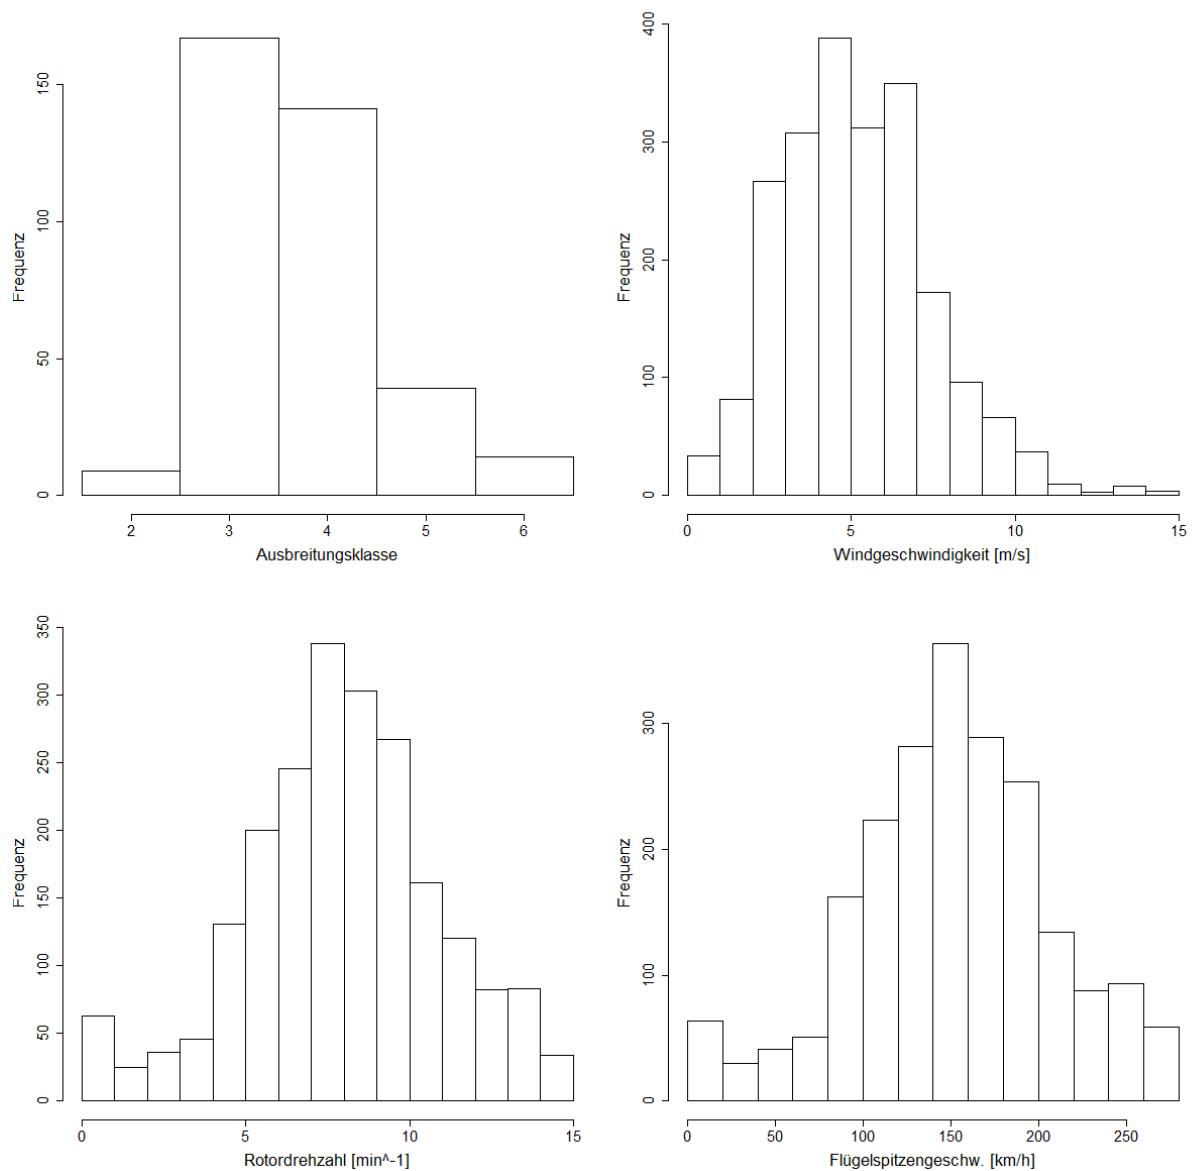 Frequenz
0 50 100 150
2 3 4 5 6
Ausbreitungsklasse
Frequenz
0 100 200 300 400
0 5 10 15
Windgeschwindigkeit [m/s]
Frequenz
0 50 100 150 200 250 300 350
0 5 10 15
Rotordrehzahl [min^-1]
Frequenz
0 100 200 300
0 50 100 150 200 250
Flügelspitzengeschw. [km/h]